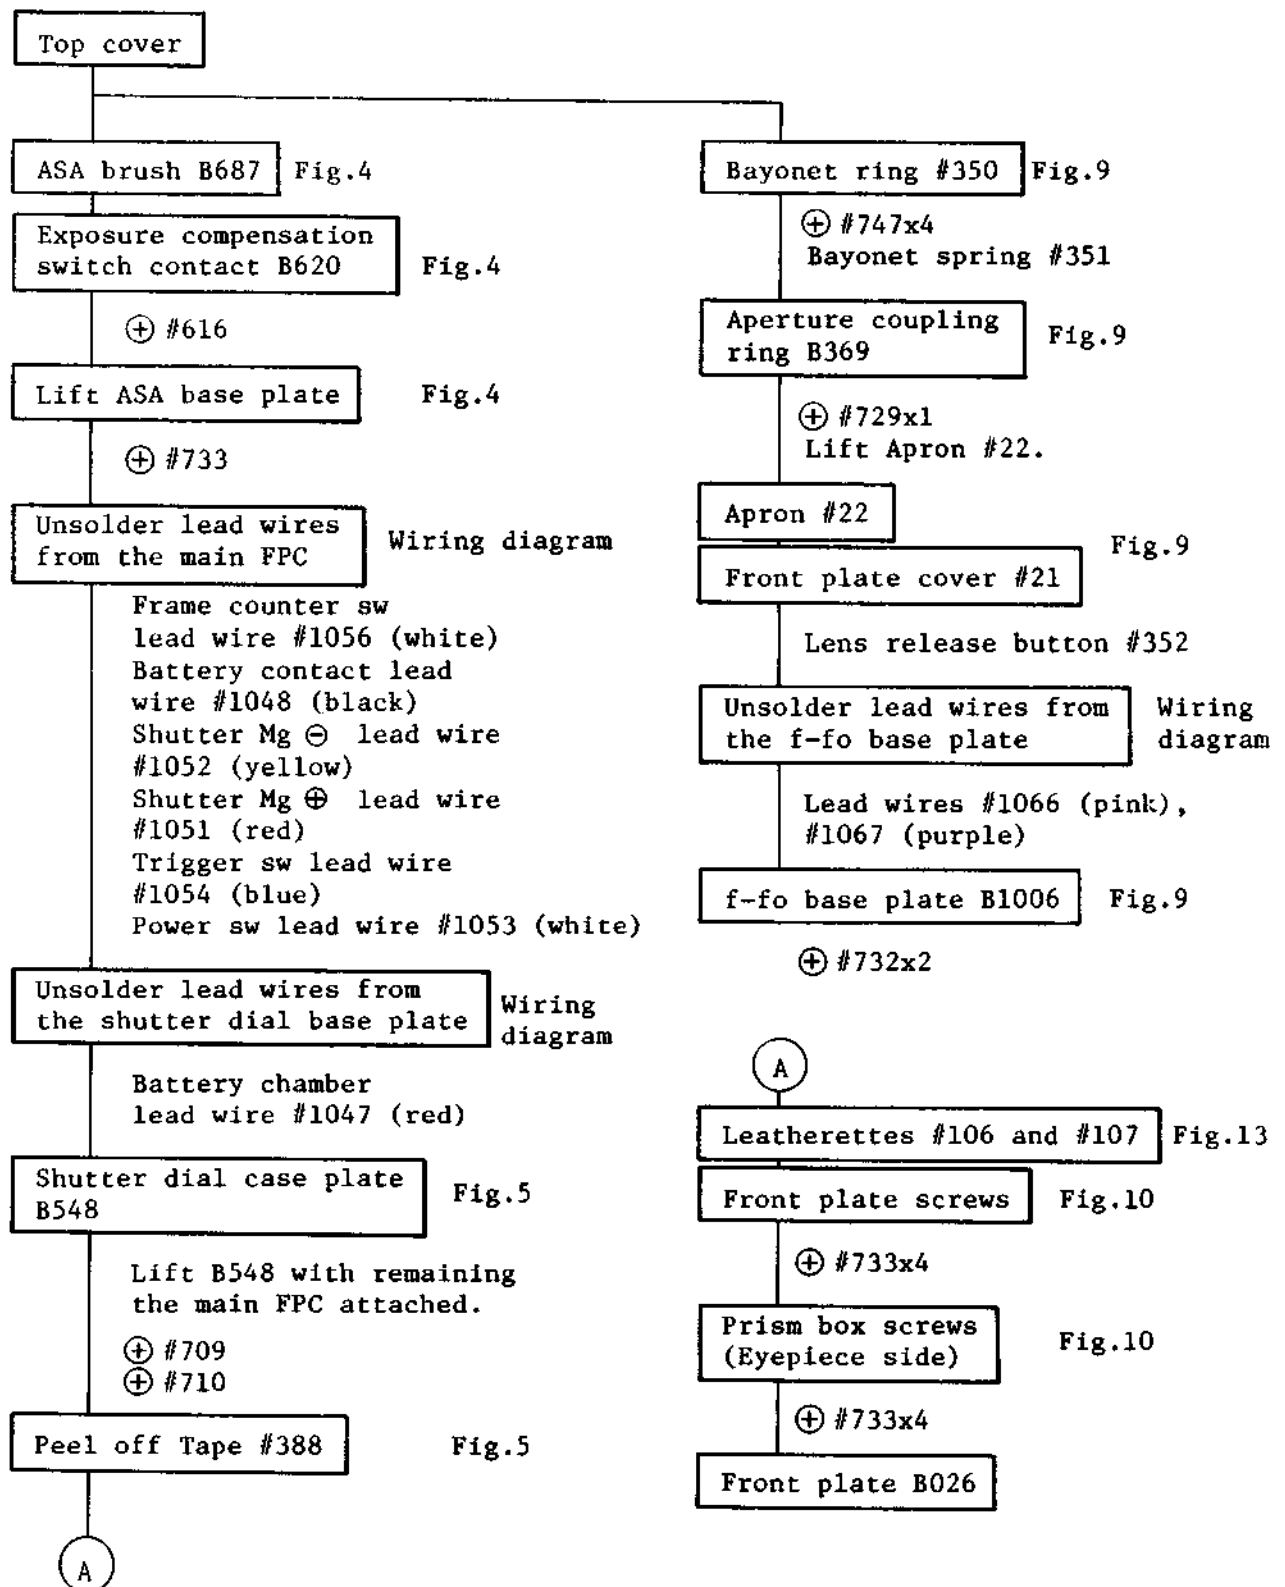 Top cover
ASA brush B687 Fig.4
Exposure compensation
switch contact B620 Fig.4
⊕ #616
Lift ASA base plate Fig.4
⊕ #733
Unsolder lead wires
from the main FPC Wiring diagram
Frame counter sw
lead wire #1056 (white)
Battery contact lead
wire #1048 (black)
Shutter Mg ⊖ lead wire
#1052 (yellow)
Shutter Mg ⊕ lead wire
#1051 (red)
Trigger sw lead wire
#1054 (blue)
Power sw lead wire #1053 (white)
Unsolder lead wires from
the shutter dial base plate
Wiring
diagram
Battery chamber
lead wire #1047 (red)
Shutter dial case plate
B548
Fig.5
Lift B548 with remaining
the main FPC attached.
⊕ #709
⊕ #710
Peel off Tape #388 Fig.5
A
Bayonet ring #350 Fig.9
⊕ #747x4
Bayonet spring #351
Aperture coupling
ring B369
Fig.9
⊕ #729x1
Lift Apron #22.
Apron #22
Fig.9
Front plate cover #21
Lens release button #352
Unsolder lead wires from
the f-fo base plate
Wiring
diagram
Lead wires #1066 (pink),
#1067 (purple)
f-fo base plate B1006 Fig.9
⊕ #732x2
A
Leatherettes #106 and #107 Fig.13
Front plate screws Fig.10
⊕ #733x4
Prism box screws
(Eyepiece side)
Fig.10
⊕ #733x4
Front plate B026